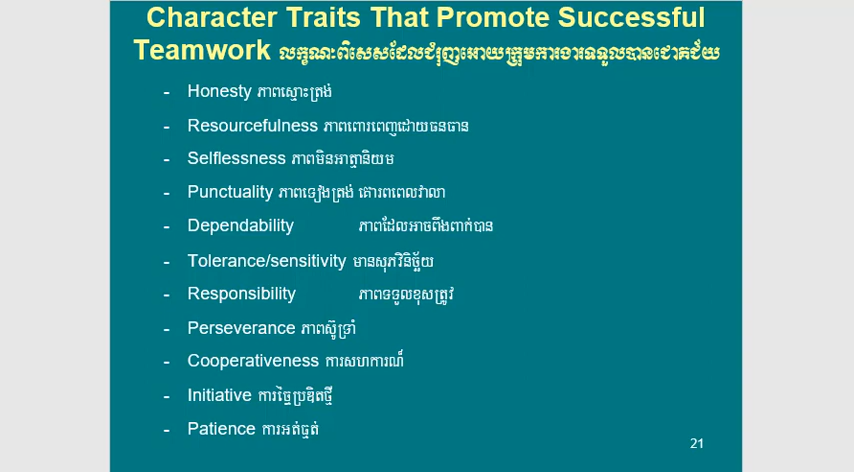 Character Traits That Promote Successful
Teamwork លក្ខណៈពិសេសដែលជំរុញអោយក្រុមការងារទទួលបានជោគជ័យ
- Honesty ភាពស្មោះត្រង់
- Resourcefulness ភាពពោរពេញដោយធនធាន
- Selflessness ភាពមិនអាត្មានិយម
- Punctuality ភាពទៀងត្រង់ គោរពពេលវាលា
- Dependability ភាពដែលអាចពឹងពាក់បាន
- Tolerance/sensitivity មានសុភវិនិច្ឆ័យ
- Responsibility ភាពទទួលខុសត្រូវ
- Perseverance ភាពស៊ូទ្រាំ
- Cooperativeness ការសហការណ៍
- Initiative ការច្នៃប្រឌិតថ្មី
- Patience ការអត់ធ្មត់
21